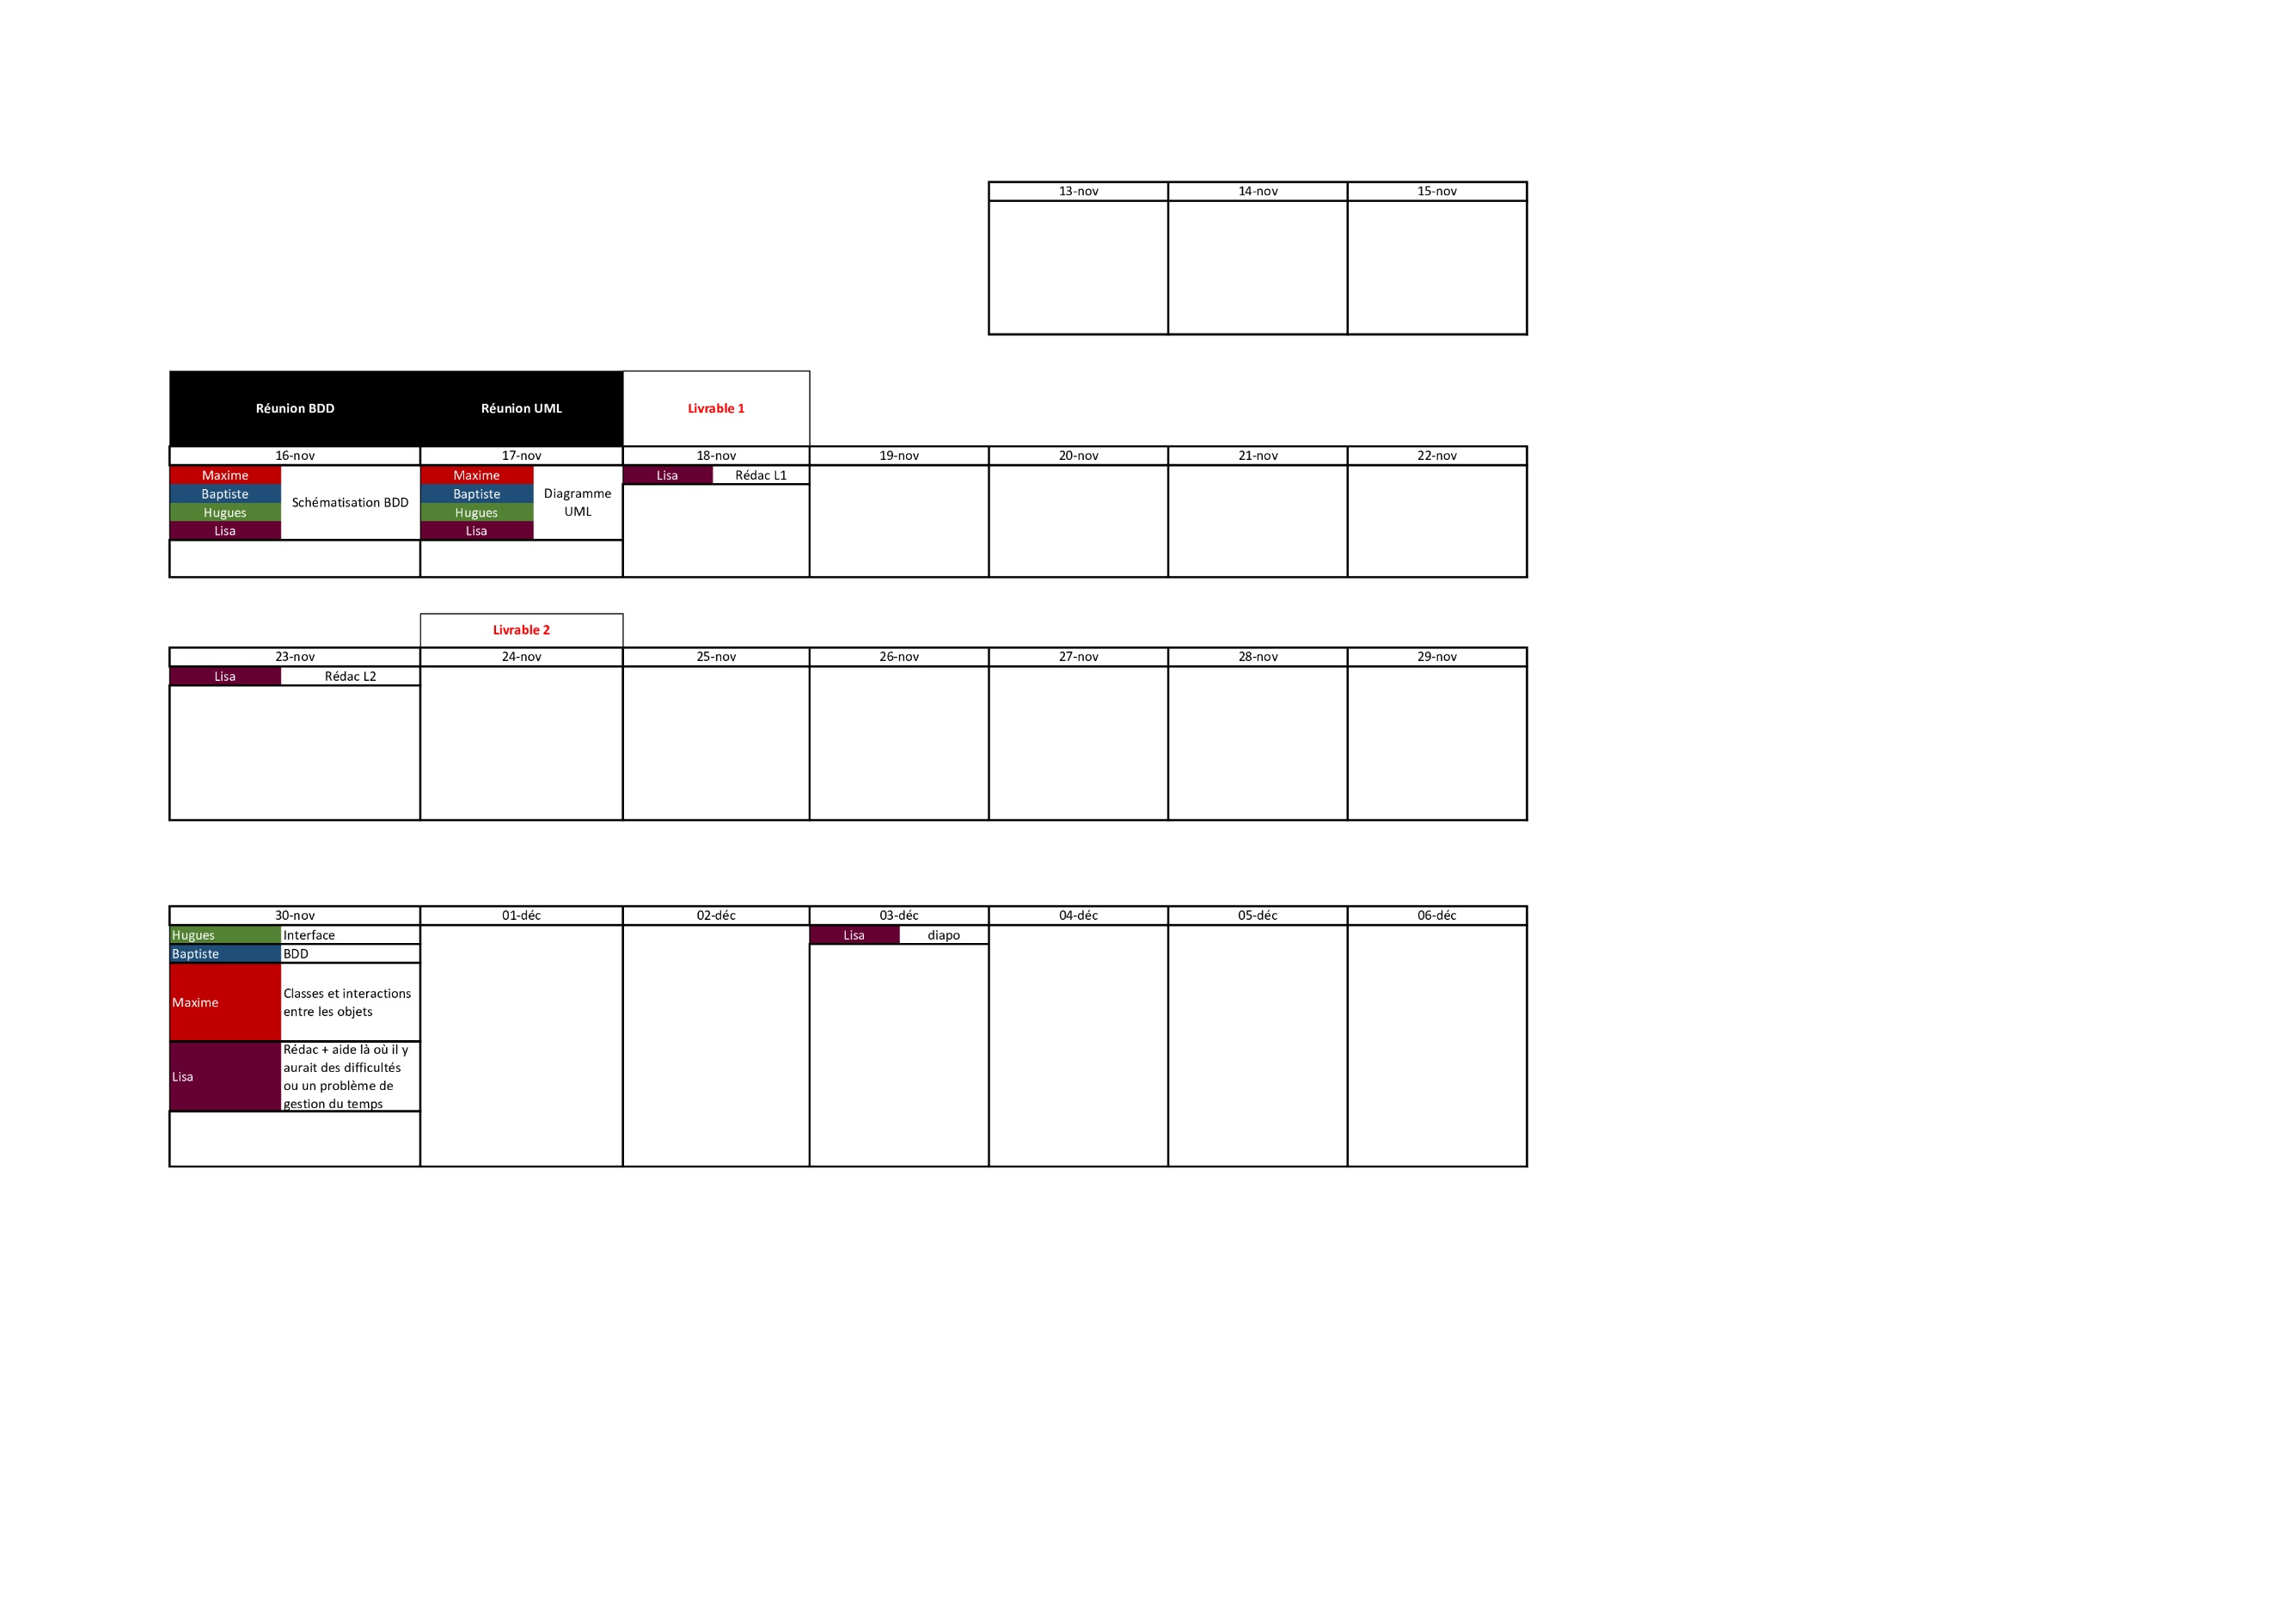 13-nov 14-nov 15-nov
Réunion BDD Réunion UML Livrable 1
16-nov 17-nov 18-nov 19-nov 20-nov 21-nov 22-nov
Maxime Maxime Lisa Rédac L1
Baptiste Baptiste Diagramme
Schématisation BDD
Hugues Hugues UML
Lisa Lisa
Livrable 2
23-nov 24-nov 25-nov 26-nov 27-nov 28-nov 29-nov
Lisa Rédac L2
30-nov 01-déc 02-déc 03-déc 04-déc 05-déc 06-déc
Hugues Interface Lisa diapo
Baptiste BDD
Maxime
Classes et interactions
entre les objets
Lisa
Rédac + aide là où il y
aurait des difficultés
ou un problème de
gestion du temps